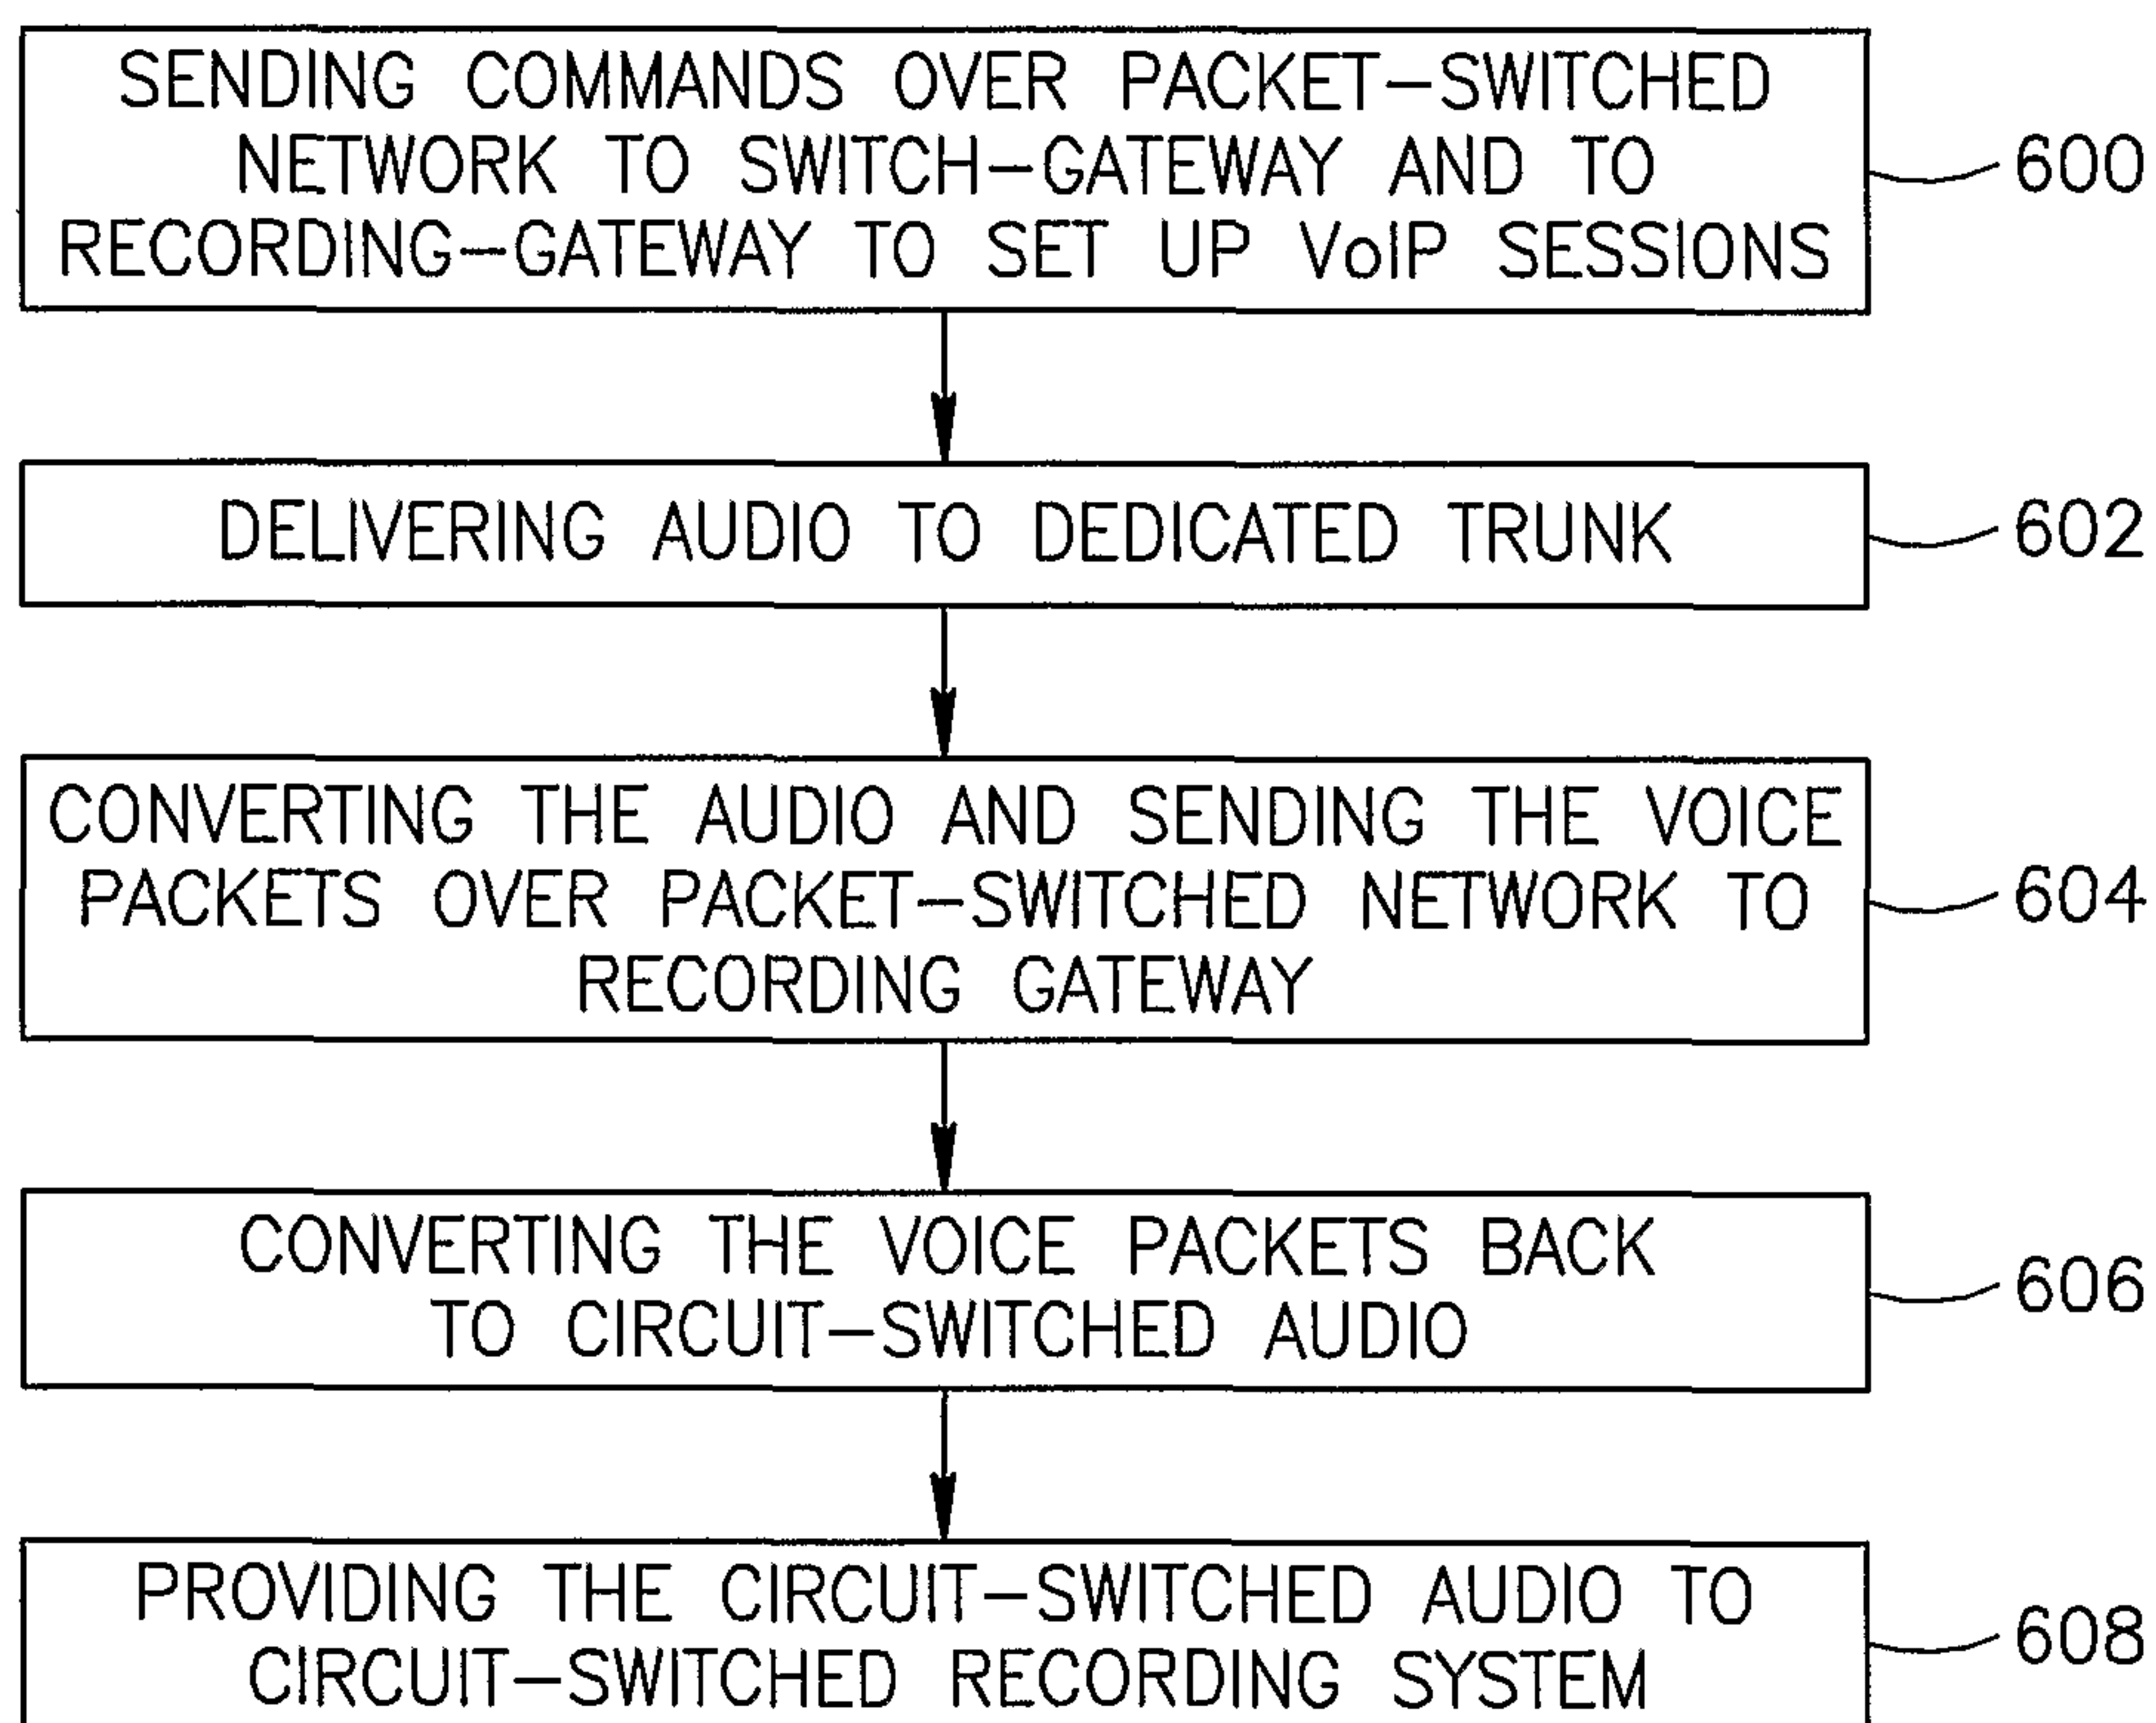 SENDING COMMANDS OVER PACKET-SWITCHED
NETWORK TO SWITCH-GATEWAY AND TO
RECORDING-GATEWAY TO SET UP VoIP SESSIONS
600
DELIVERING AUDIO TO DEDICATED TRUNK
602
CONVERTING THE AUDIO AND SENDING THE VOICE
PACKETS OVER PACKET-SWITCHED NETWORK TO
RECORDING GATEWAY
604
CONVERTING THE VOICE PACKETS BACK
TO CIRCUIT-SWITCHED AUDIO
606
PROVIDING THE CIRCUIT-SWITCHED AUDIO TO
CIRCUIT-SWITCHED RECORDING SYSTEM
608